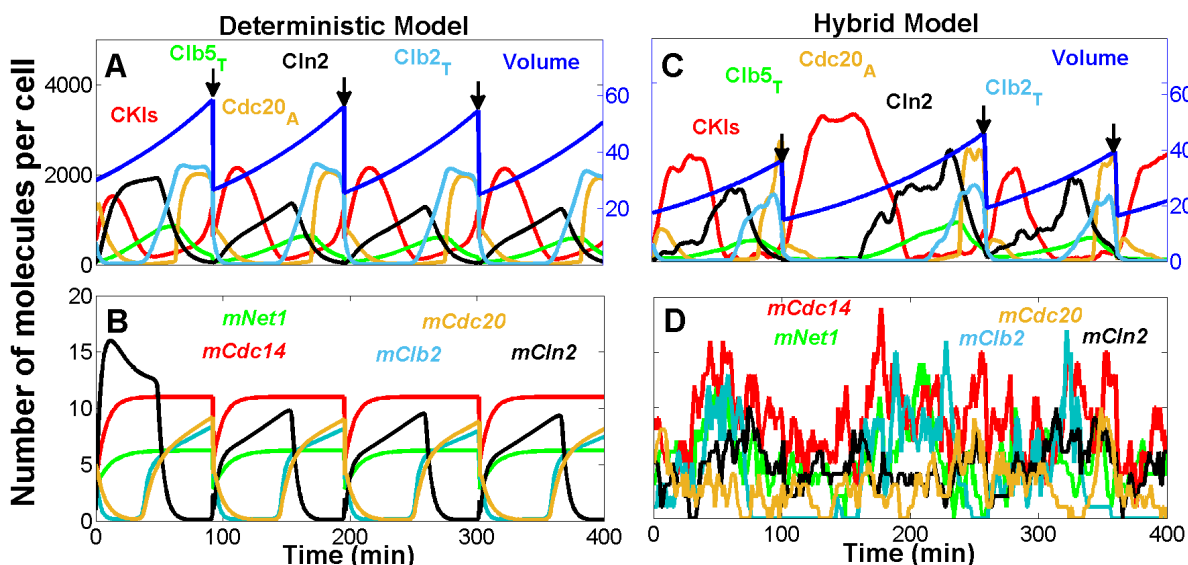 Deterministic Model
Hybrid Model
Number of molecules per cell
A
Clb5T
Cln2
Clb2T
Volume
CKIs
Cdc20A
4000
2000
0
60
40
20
C
Clb5T
Cdc20A
Cln2
Clb2T
Volume
CKIs
60
40
20
0
B
mNet1
mCdc20
mCdc14
mClb2
mCln2
20
15
10
5
0
0 100 200 300 400
Time (min)
D
mCdc14
mCdc20
mNet1
mClb2
mCln2
0 100 200 300 400
Time (min)